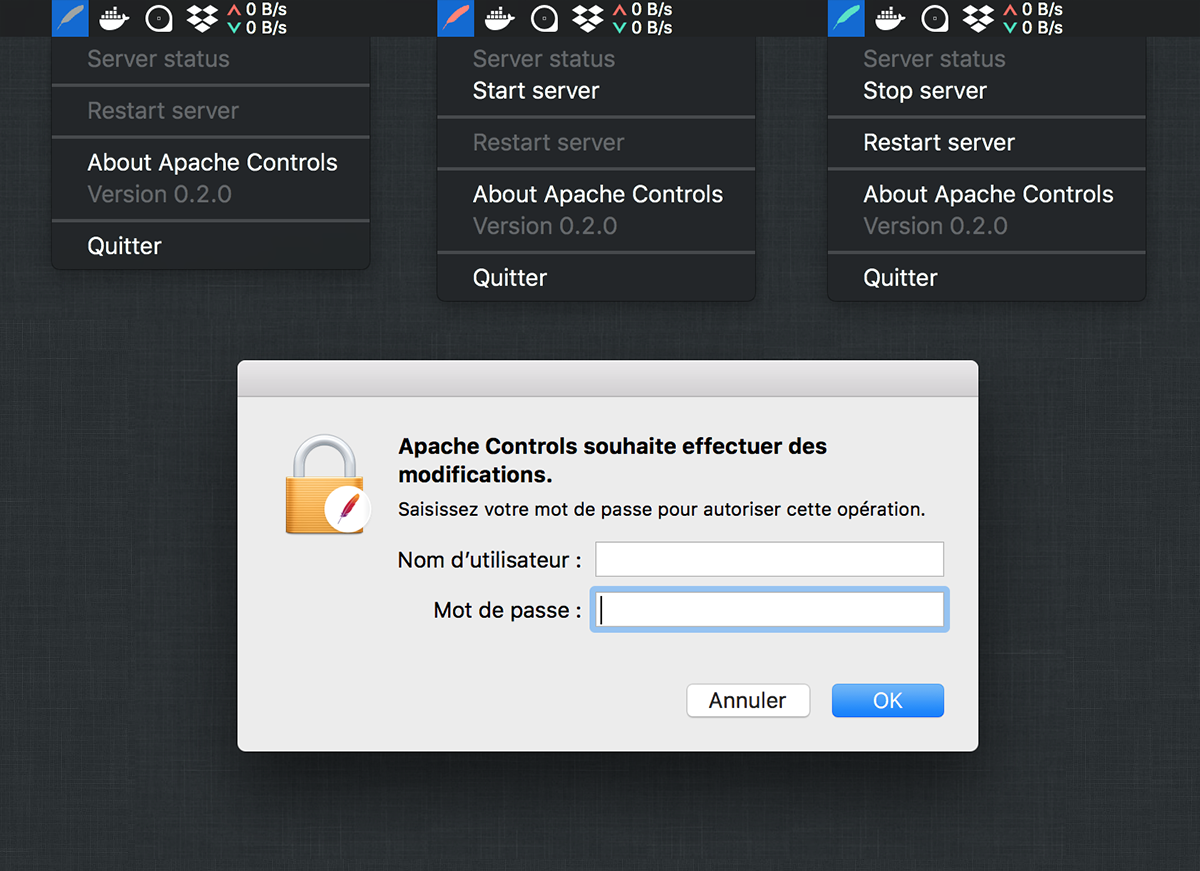 0 B/s
0 B/s
Server status
Restart server
About Apache Controls
Version 0.2.0
Quitter
0 B/s
0 B/s
Server status
Start server
Restart server
About Apache Controls
Version 0.2.0
Quitter
0 B/s
0 B/s
Server status
Stop server
Restart server
About Apache Controls
Version 0.2.0
Quitter
Apache Controls souhaite effectuer des
modifications.
Saisissez votre mot de passe pour autoriser cette opération.
Nom d’utilisateur :
Mot de passe :
Annuler
OK